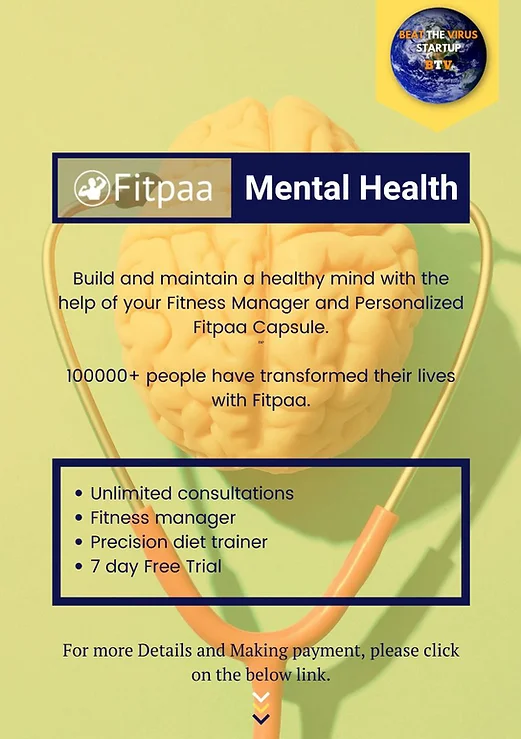 BEAT THE VIRUS
STARTUP
BTV
Fitpaa
Mental Health
Build and maintain a healthy mind with the
help of your Fitness Manager and Personalized
Fitpaa Capsule.
100000+ people have transformed their lives
with Fitpaa.
• Unlimited consultations
• Fitness manager
• Precision diet trainer
• 7 day Free Trial
For more Details and Making payment, please click
on the below link.